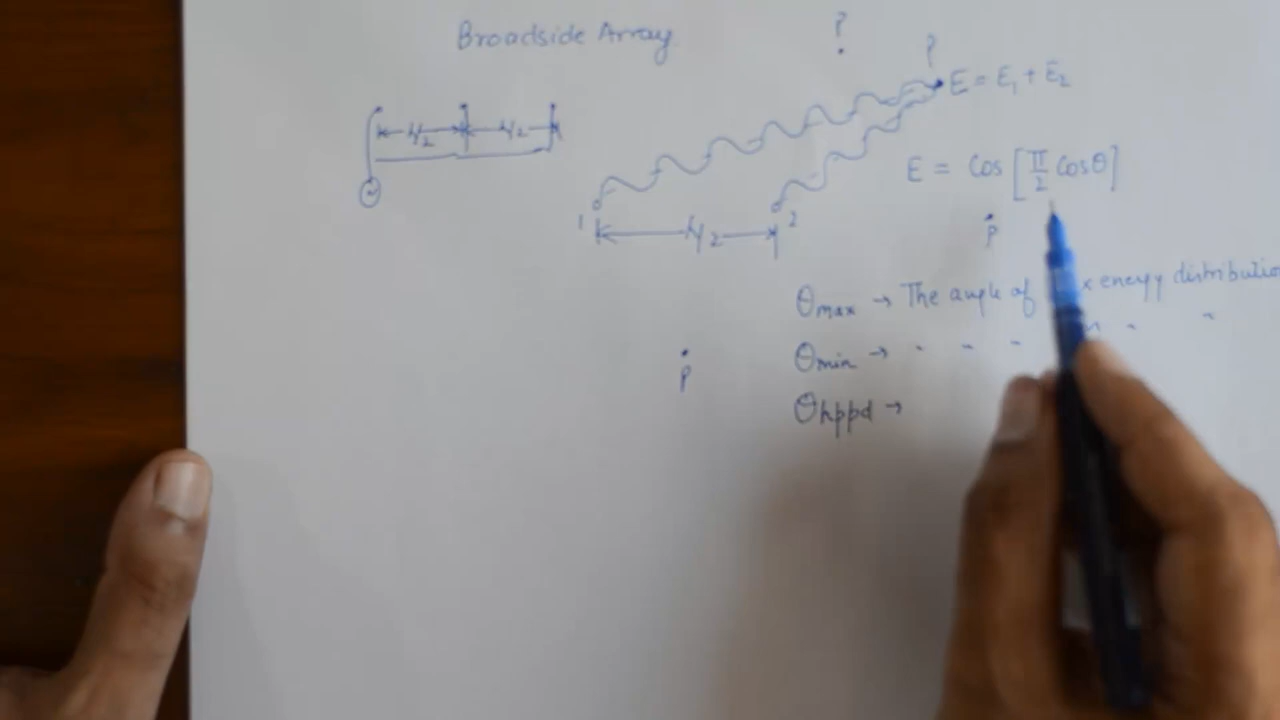 Broadside Array
?
P
E = E₁ + E₂
λ/2 λ/2
E = Cos [π/2 Cosθ]
1 λ/2 2
P
θmax → The angle of x energy distribution
P
θmin → " " " " "
θhppd →